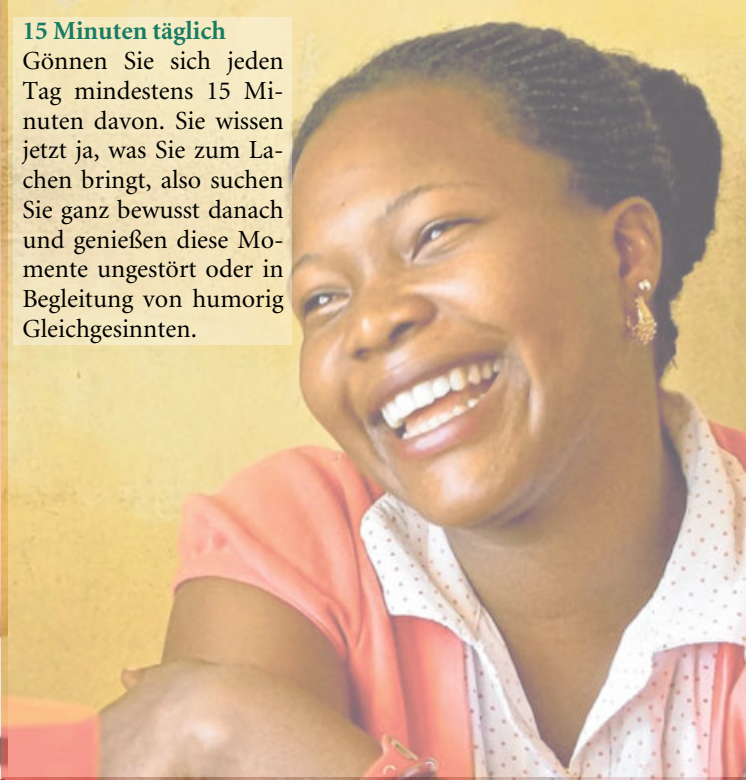 15 Minuten täglich
Gönnen Sie sich jeden
Tag mindestens 15 Mi-
nuten davon. Sie wissen
jetzt ja, was Sie zum La-
chen bringt, also suchen
Sie ganz bewusst danach
und genießen diese Mo-
mente ungestört oder in
Begleitung von humorig
Gleichgesinnten.